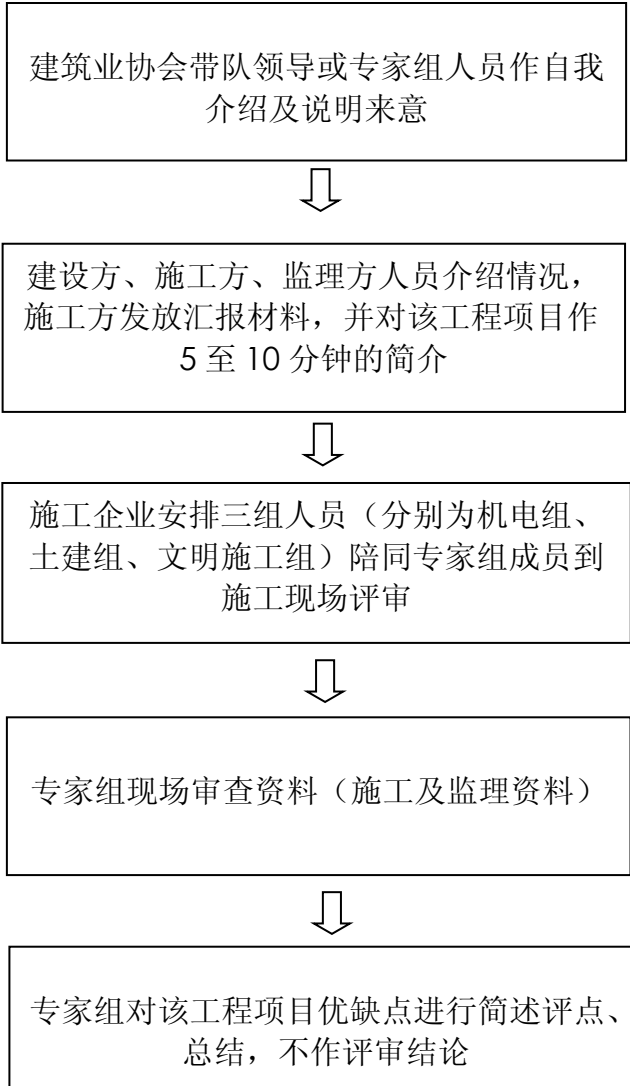 建筑业协会带队领导或专家组人员作自我
介绍及说明来意
建设方、施工方、监理方人员介绍情况，
施工方发放汇报材料，并对该工程项目作
5 至 10 分钟的简介
施工企业安排三组人员（分别为机电组、
土建组、文明施工组）陪同专家组成员到
施工现场评审
专家组现场审查资料（施工及监理资料）
专家组对该工程项目优缺点进行简述评点、
总结，不作评审结论